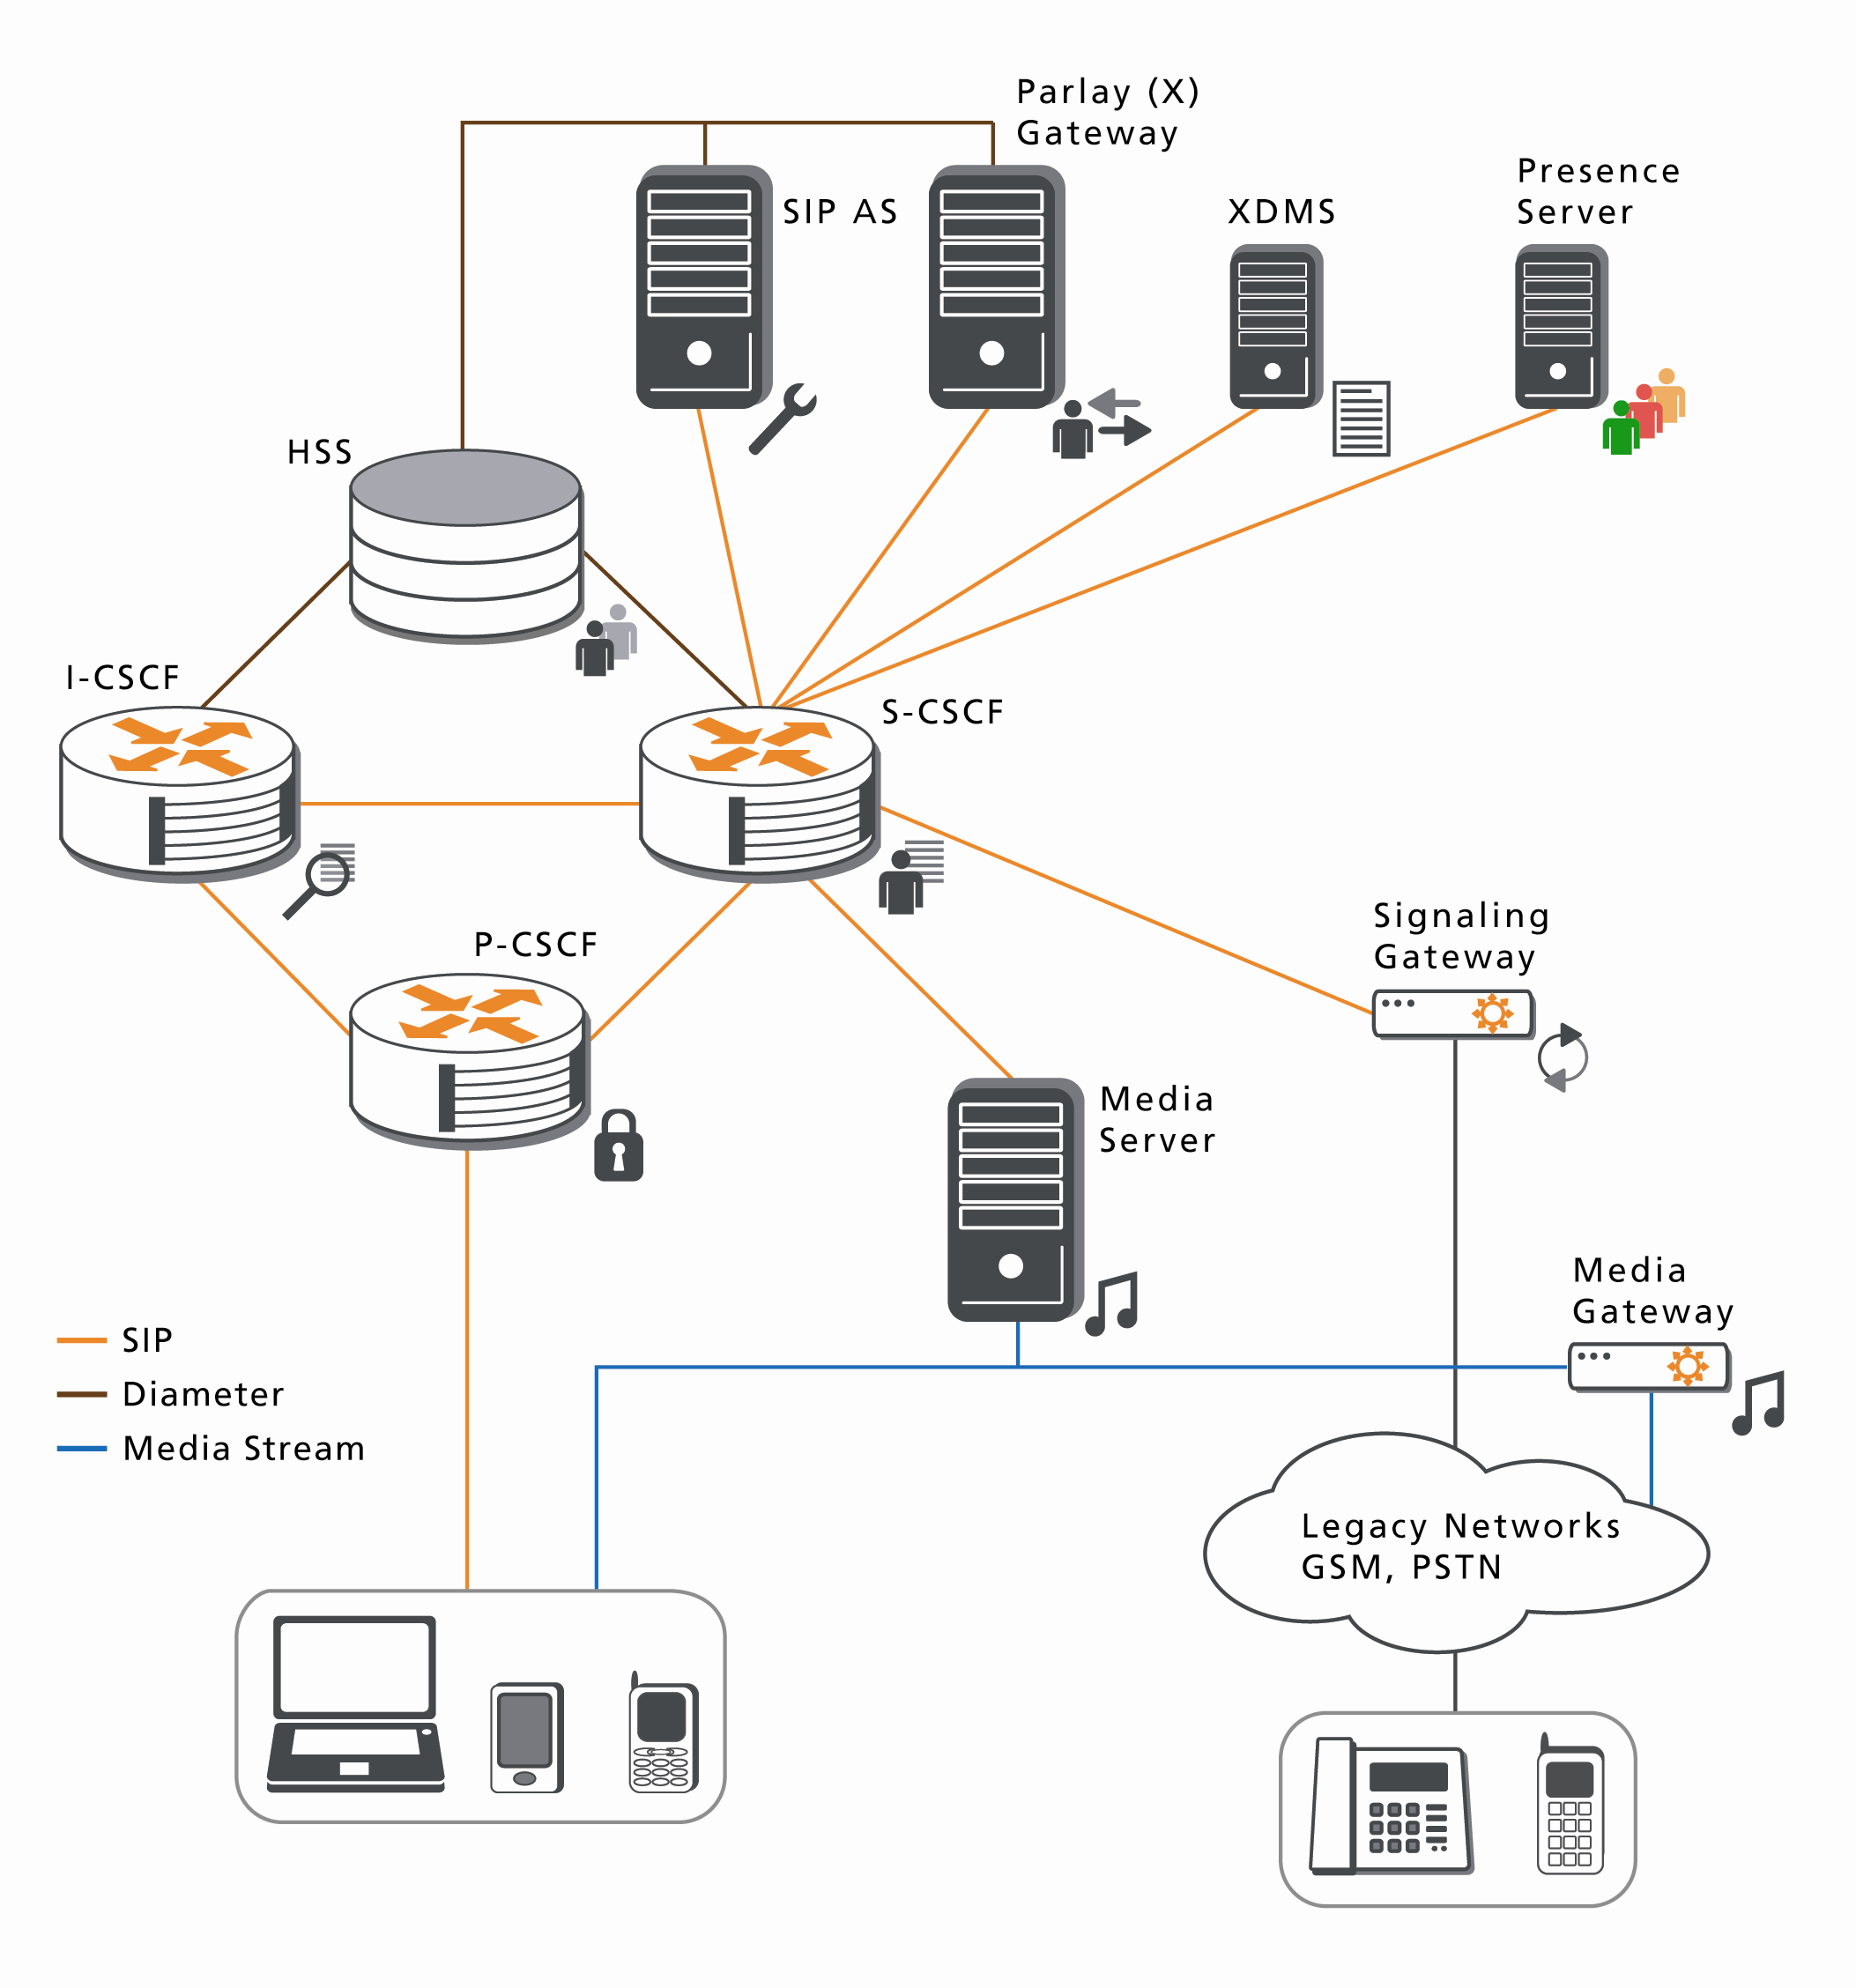 Parlay (X)
Gateway
SIP AS
XDMS
Presence
Server
HSS
I-CSCF
S-CSCF
P-CSCF
Signaling
Gateway
Media
Server
Media
Gateway
SIP
Diameter
Media Stream
Legacy Networks
GSM, PSTN